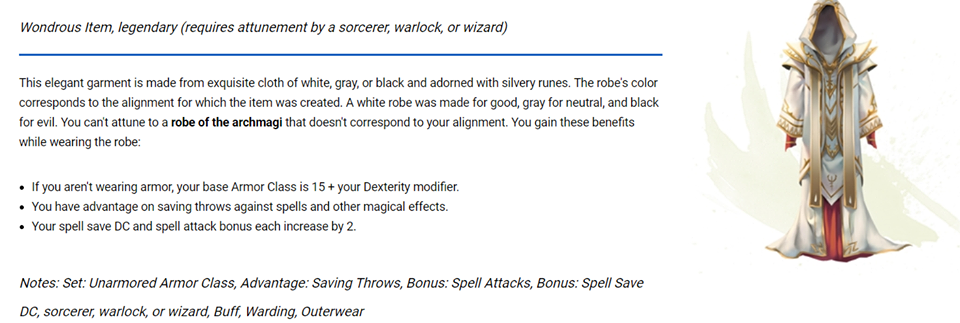 Wondrous Item, legendary (requires attunement by a sorcerer, warlock, or wizard)
This elegant garment is made from exquisite cloth of white, gray, or black and adorned with silvery runes. The robe's color
corresponds to the alignment for which the item was created. A white robe was made for good, gray for neutral, and black
for evil. You can't attune to a robe of the archmagi that doesn't correspond to your alignment. You gain these benefits
while wearing the robe:
• If you aren't wearing armor, your base Armor Class is 15 + your Dexterity modifier.
• You have advantage on saving throws against spells and other magical effects.
• Your spell save DC and spell attack bonus each increase by 2.
Notes: Set: Unarmored Armor Class, Advantage: Saving Throws, Bonus: Spell Attacks, Bonus: Spell Save
DC, sorcerer, warlock, or wizard, Buff, Warding, Outerwear